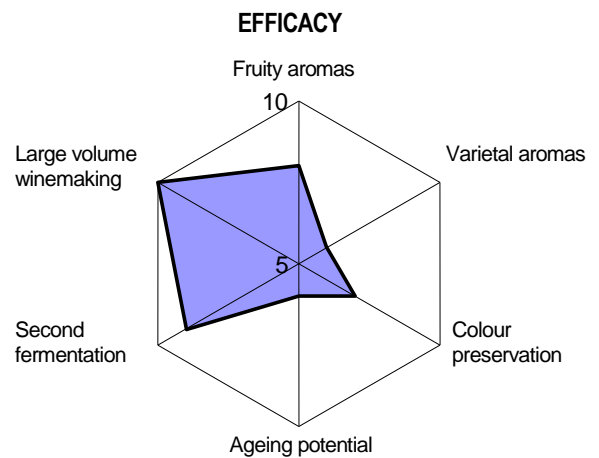 EFFICACY
Fruity aromas
10
Large volume
winemaking
Varietal aromas
5
Second
fermentation
Colour
preservation
Ageing potential